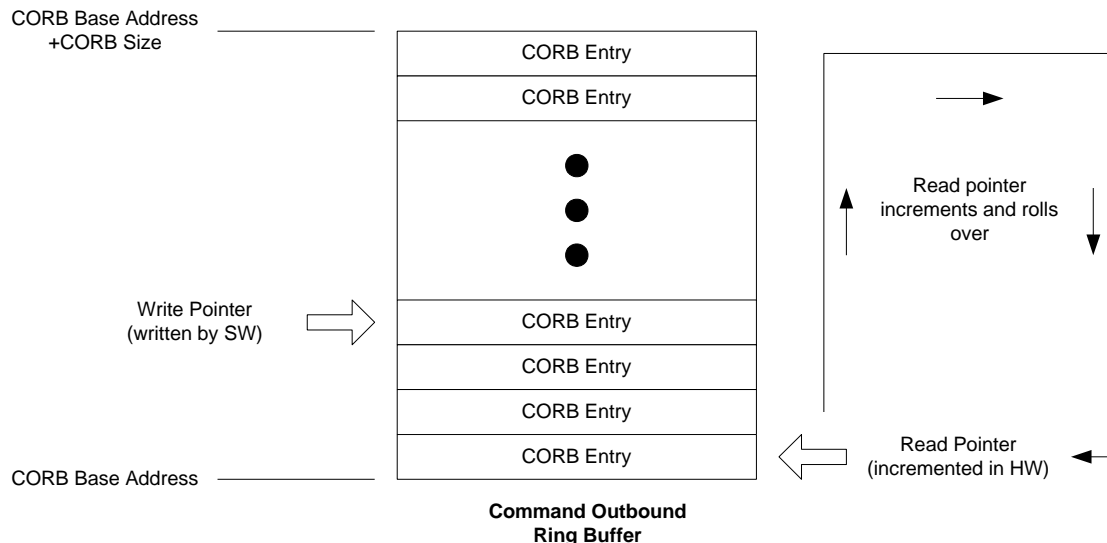 CORB Base Address
+CORB Size
CORB Entry
CORB Entry
Read pointer
increments and rolls
over
Write Pointer
(written by SW)
CORB Entry
CORB Entry
CORB Entry
CORB Entry
Read Pointer
(incremented in HW)
CORB Base Address
Command Outbound
Ring Buffer